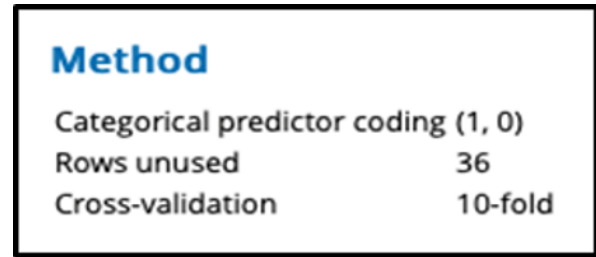 Method
Categorical predictor coding (1, 0)
Rows unused 36
Cross-validation 10-fold